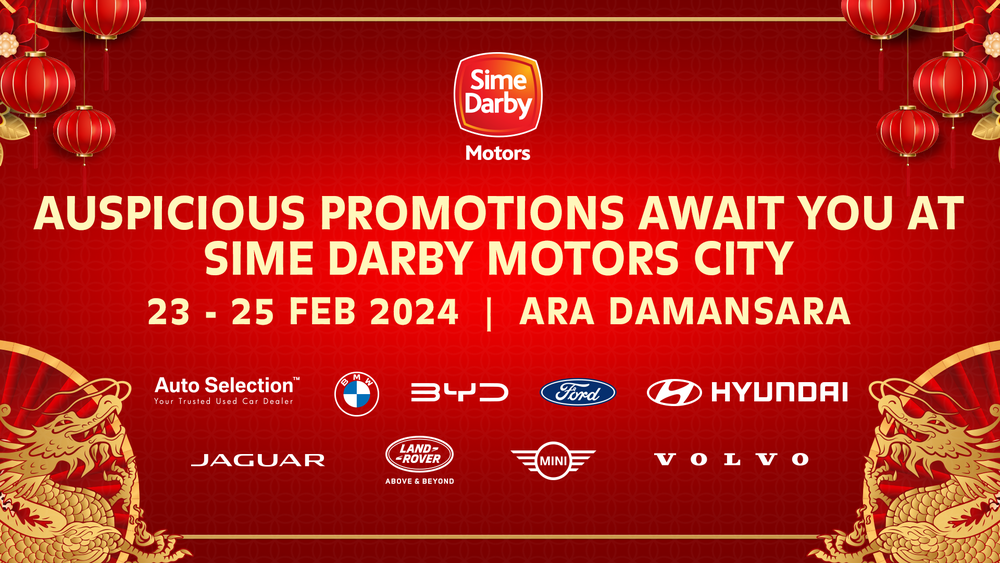 Sime
Darby
Motors
AUSPICIOUS PROMOTIONS AWAIT YOU AT
SIME DARBY MOTORS CITY
23 - 25 FEB 2024 | ARA DAMANSARA
Auto Selection™
Your Trusted Used Car Dealer
BMW
BYD
Ford
HYUNDAI
JAGUAR
LAND-
ROVER
ABOVE & BEYOND
MINI
VOLVO